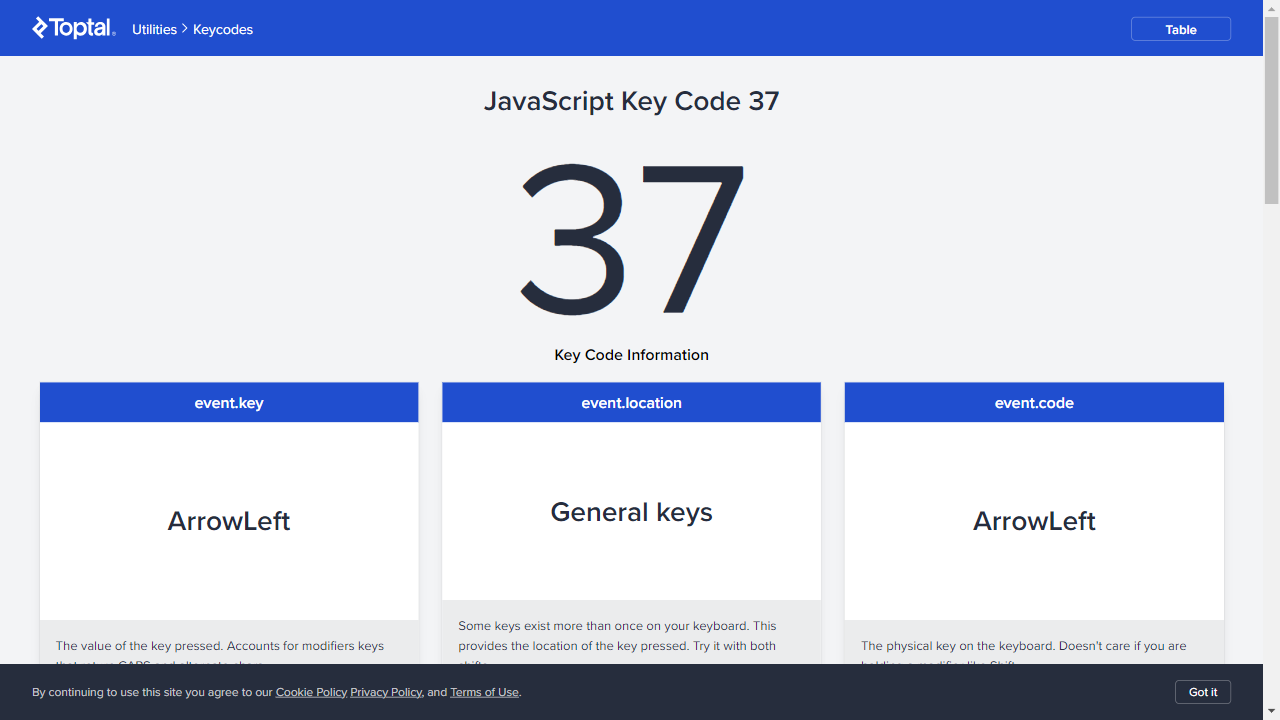 Toptal®
Utilities > Keycodes
Table
JavaScript Key Code 37
37
Key Code Information
event.key
event.location
event.code
ArrowLeft
General keys
ArrowLeft
The value of the key pressed. Accounts for modifiers keys
Some keys exist more than once on your keyboard. This
provides the location of the key pressed. Try it with both
The physical key on the keyboard. Doesn't care if you are
By continuing to use this site you agree to our Cookie Policy Privacy Policy, and Terms of Use.
Got it